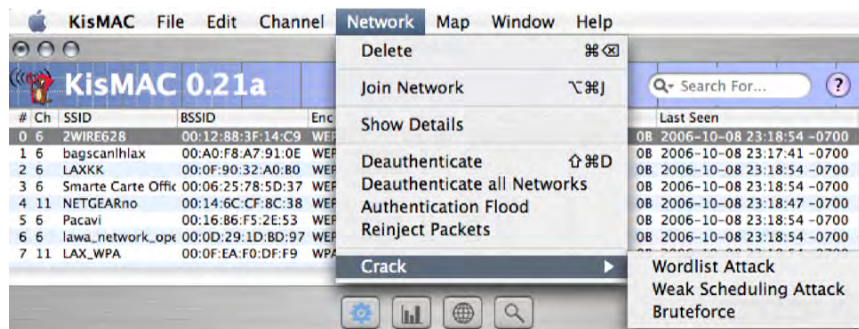 KisMAC File Edit Channel Network Map Window Help
KisMAC 0.21a
Search For...
?
Delete ⌘⌫
Join Network ⌥⌘J
Show Details
Deauthenticate ⇧⌘D
Deauthenticate all Networks
Authentication Flood
Reinject Packets
Crack ▶
Wordlist Attack
Weak Scheduling Attack
Bruteforce
# Ch SSID BSSID Enc Last Seen
0 6 2WIRE628 00:12:88:3F:14:C9 WEP 0B 2006-10-08 23:18:54 -0700
1 6 bagscanlhlax 00:A0:F8:A7:91:0E WEP 0B 2006-10-08 23:17:41 -0700
2 6 LAXKK 00:0F:90:32:A0:B0 WEP 0B 2006-10-08 23:18:54 -0700
3 6 Smarte Carte Offic 00:06:25:78:5D:37 WEP 0B 2006-10-08 23:18:54 -0700
4 11 NETGEARno 00:14:6C:CF:8C:38 WEP 0B 2006-10-08 23:18:47 -0700
5 6 Pacavi 00:16:B6:F5:2E:53 WEP 0B 2006-10-08 23:18:54 -0700
6 6 lawa_network_ope 00:0D:29:1D:BD:97 WEP 0B 2006-10-08 23:18:54 -0700
7 11 LAX_WPA 00:0F:EA:F0:DF:F9 WPA